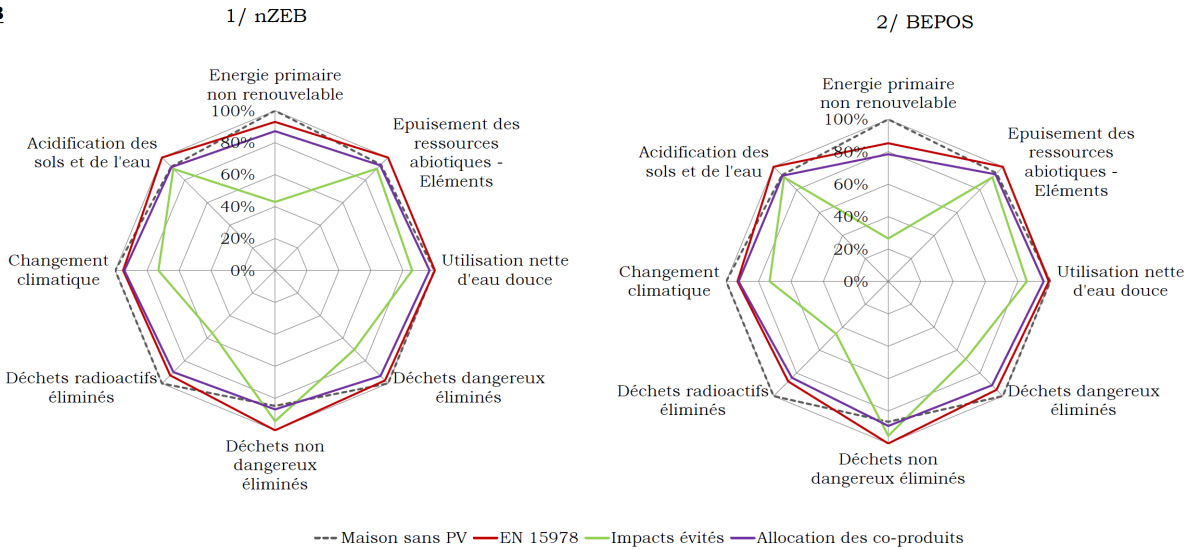 1/ nZEB
Energie primaire
non renouvelable
100%
80%
60%
40%
20%
0%
Epuisement des
ressources
abiotiques -
Eléments
Utilisation nette
d'eau douce
Déchets dangereux
éliminés
Déchets non
dangereux
éliminés
Déchets radioactifs
éliminés
Changement
climatique
Acidification des
sols et de l'eau
2/ BEPOS
Energie primaire
non renouvelable
100%
80%
60%
40%
20%
0%
Epuisement des
ressources
abiotiques -
Eléments
Utilisation nette
d'eau douce
Déchets dangereux
éliminés
Déchets non
dangereux éliminés
Déchets radioactifs
éliminés
Changement
climatique
Acidification des
sols et de l'eau
Maison sans PV
EN 15978
Impacts évités
Allocation des co-produits